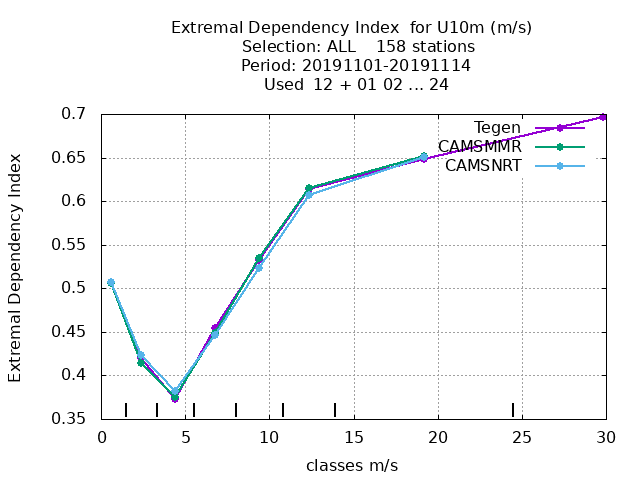 Extremal Dependency Index  for U10m (m/s)
Selection: ALL    158 stations
Period: 20191101-20191114
Used  12 + 01 02 ... 24
Extremal Dependency Index
0.7
0.65
0.6
0.55
0.5
0.45
0.4
0.35
Tegen
CAMSMMR
CAMSNRT
0 5 10 15 20 25 30
classes m/s